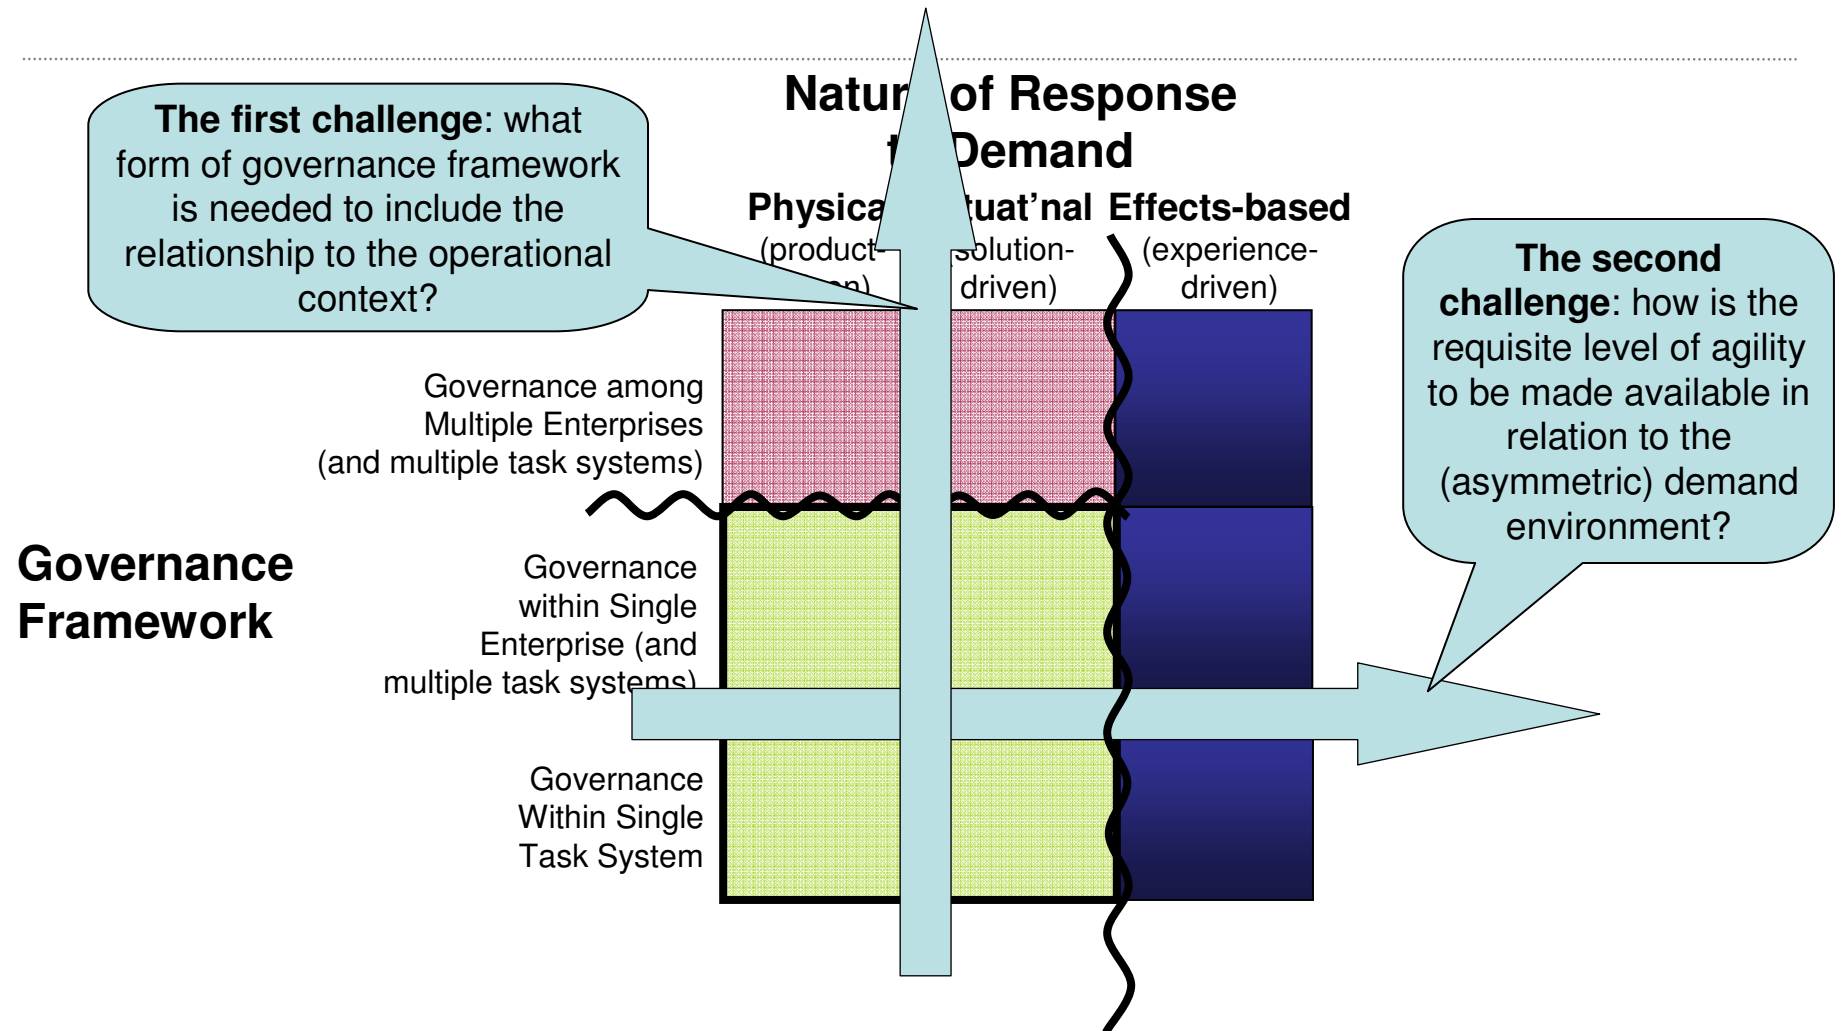 The first challenge: what
form of governance framework
is needed to include the
relationship to the operational
context?
Natur of Response
Demand
Physica tuat'nal Effects-based
(product- solution- (experience-
driven) driven)
The second
challenge: how is the
requisite level of agility
to be made available in
relation to the
(asymmetric) demand
environment?
Governance among
Multiple Enterprises
(and multiple task systems)
Governance
Framework
Governance
within Single
Enterprise (and
multiple task systems)
Governance
Within Single
Task System